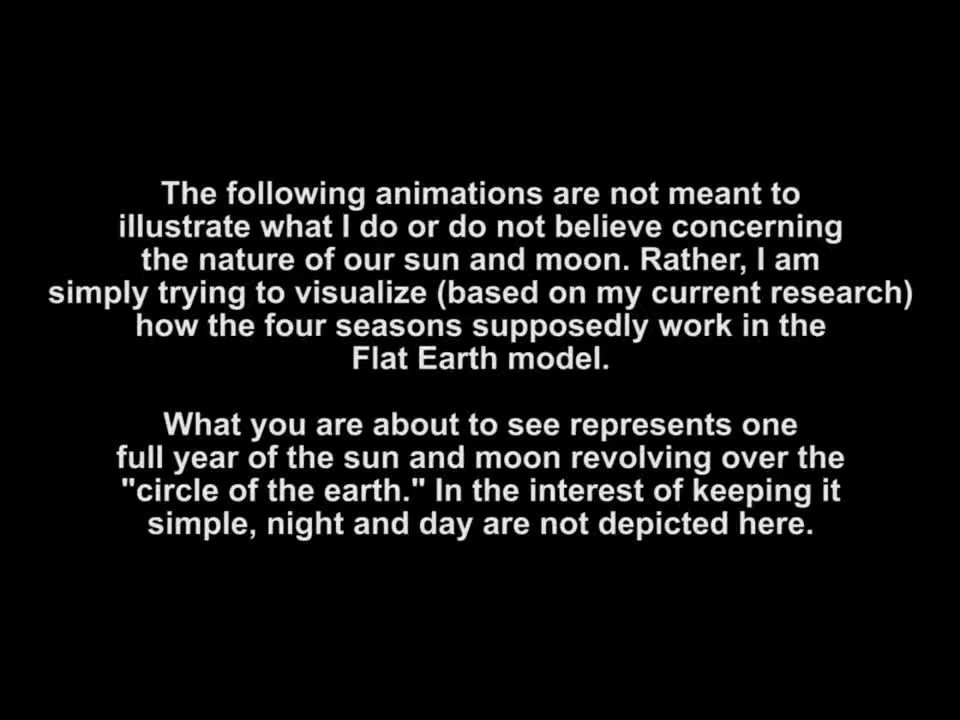 The following animations are not meant to
illustrate what I do or do not believe concerning
the nature of our sun and moon. Rather, I am
simply trying to visualize (based on my current research)
how the four seasons supposedly work in the
Flat Earth model.
What you are about to see represents one
full year of the sun and moon revolving over the
"circle of the earth." In the interest of keeping it
simple, night and day are not depicted here.